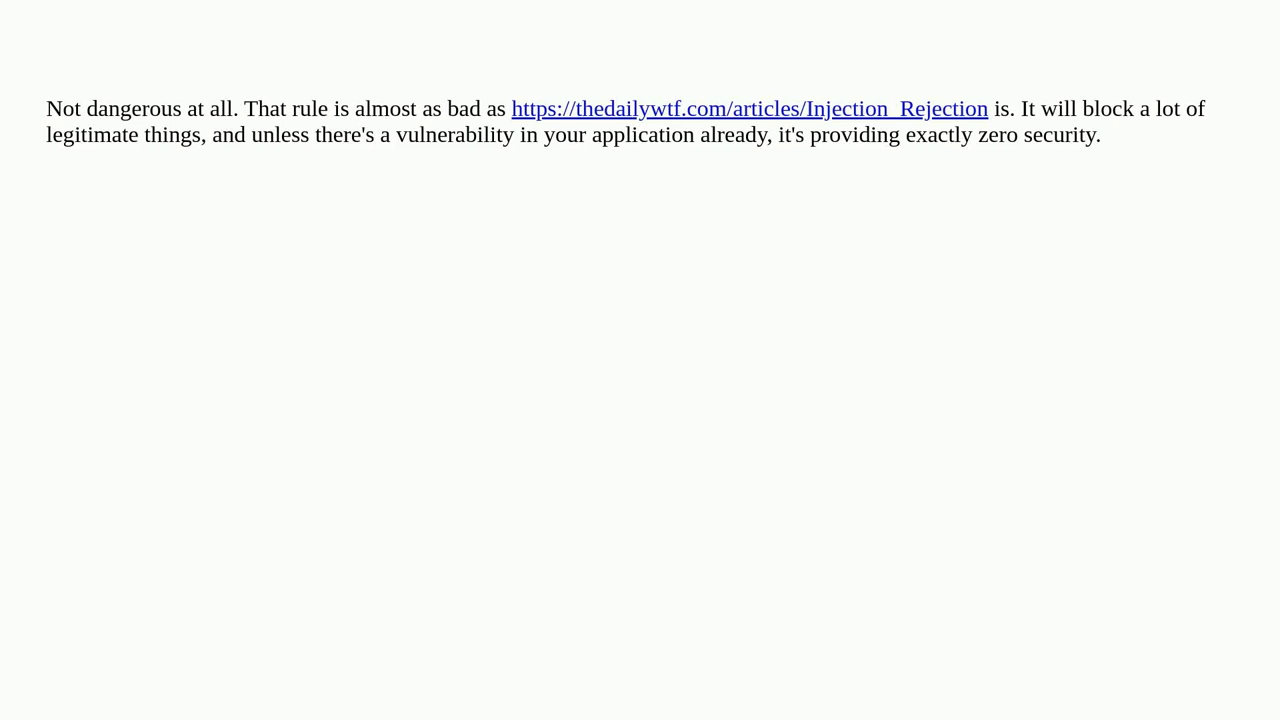 Not dangerous at all. That rule is almost as bad as https://thedailywtf.com/articles/Injection_Rejection is. It will block a lot of
legitimate things, and unless there's a vulnerability in your application already, it's providing exactly zero security.